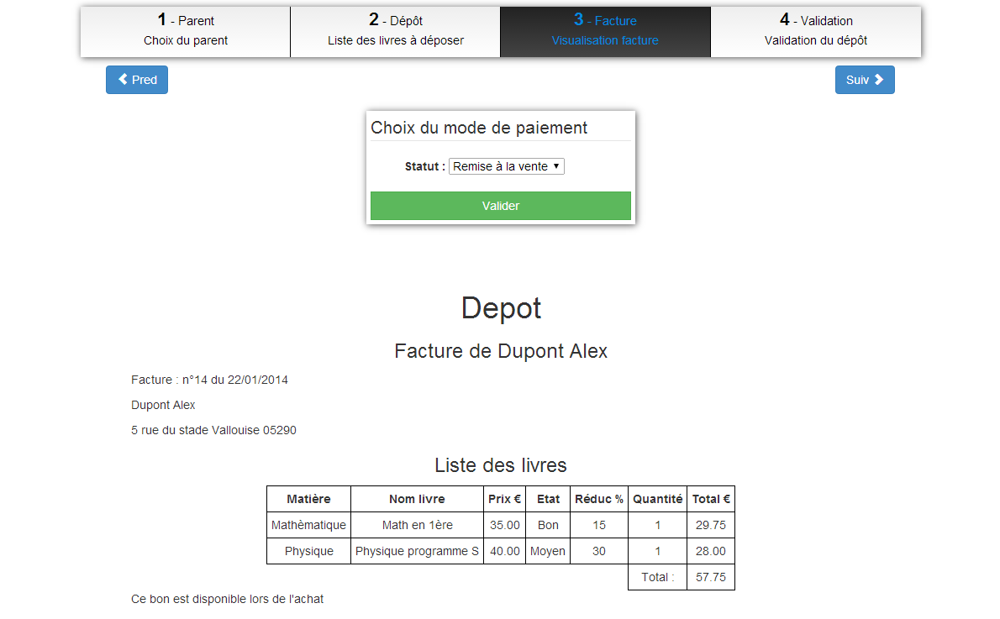 1 - Parent
Choix du parent
2 - Dépôt
Liste des livres à déposer
3 - Facture
Visualisation facture
4 - Validation
Validation du dépôt
Pred
Suiv
Choix du mode de paiement
Statut : Remise à la vente
Valider
Depot
Facture de Dupont Alex
Facture : n°14 du 22/01/2014
Dupont Alex
5 rue du stade Vallouise 05290
Liste des livres
Matière Nom livre Prix € Etat Réduc % Quantité Total €
Mathèmatique Math en 1ère 35.00 Bon 15 1 29.75
Physique Physique programme S 40.00 Moyen 30 1 28.00
Total : 57.75
Ce bon est disponible lors de l'achat